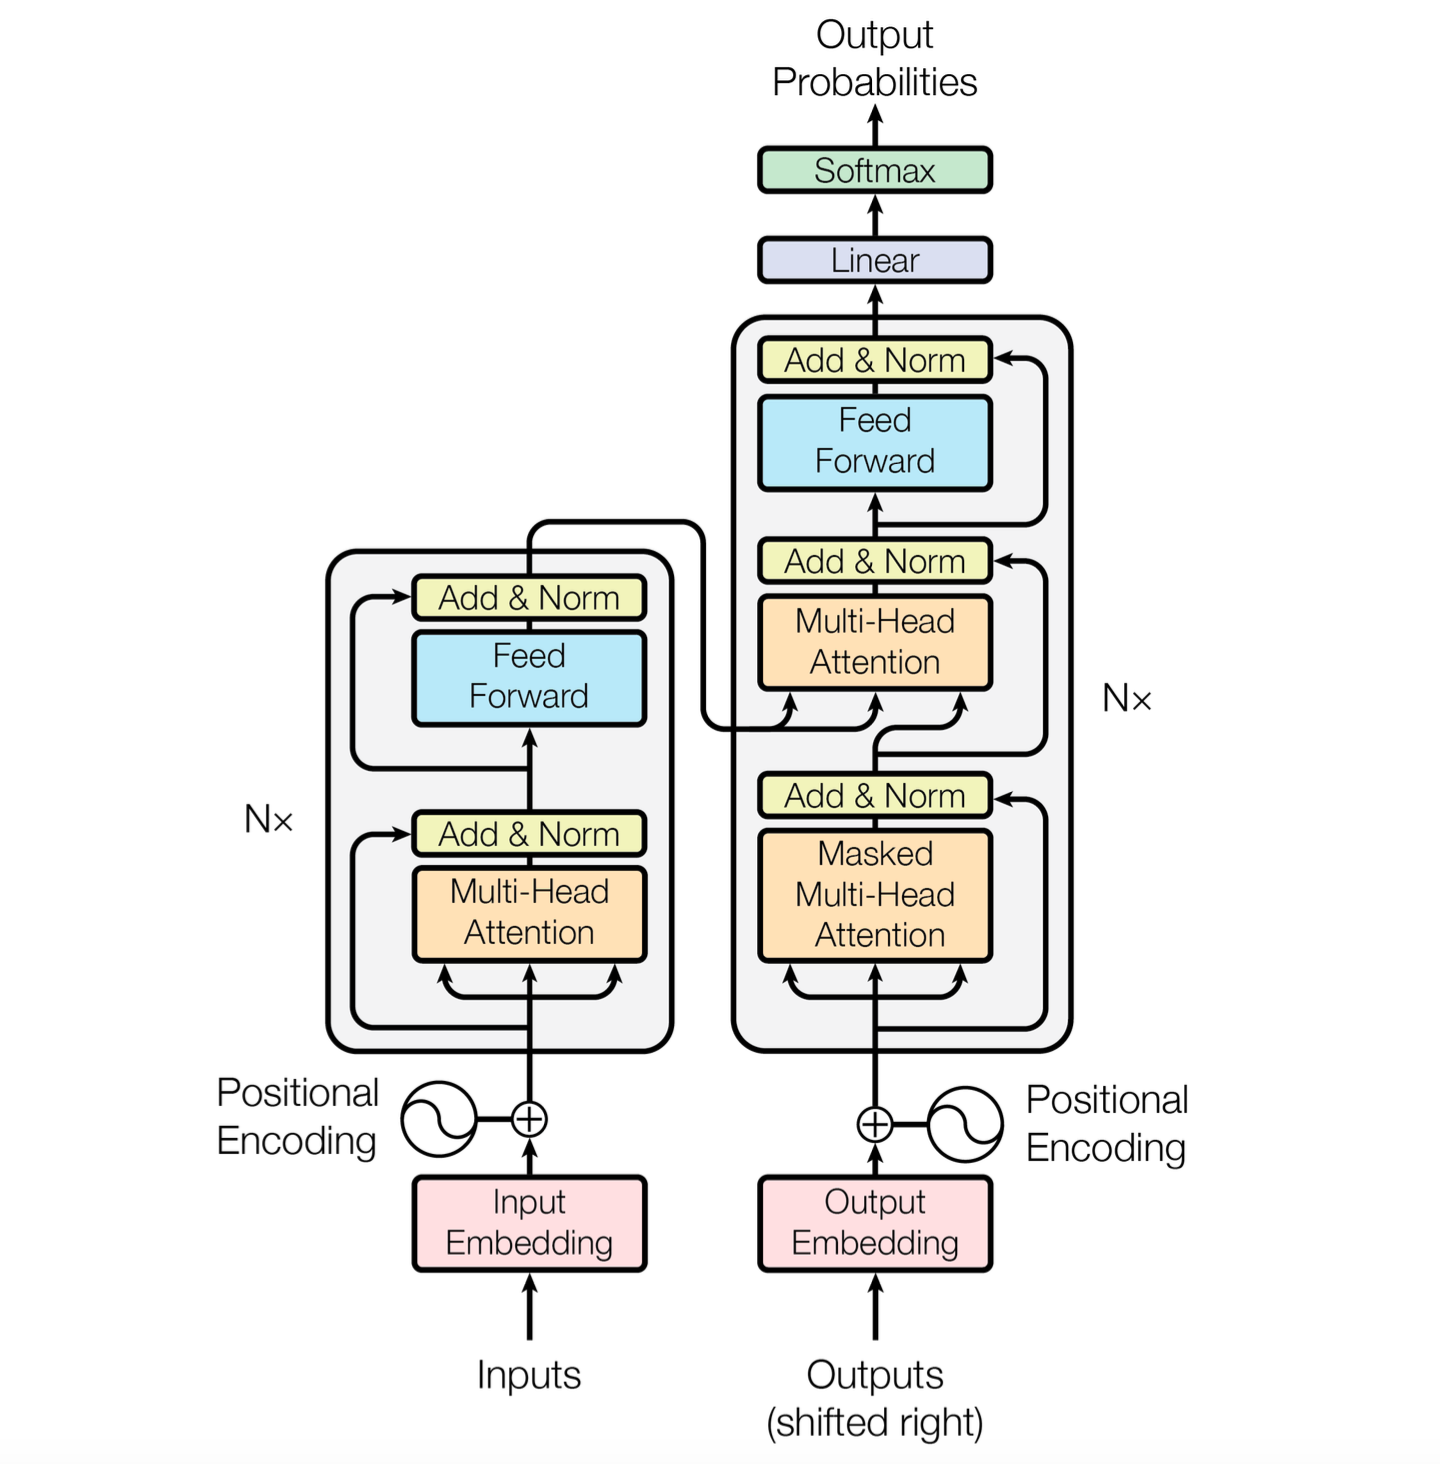 Output
Probabilities
Softmax
Linear
Add & Norm
Feed
Forward
Add & Norm
Multi-Head
Attention
Add & Norm
Masked
Multi-Head
Attention
N×
Add & Norm
Feed
Forward
Add & Norm
Multi-Head
Attention
N×
Positional
Encoding
Positional
Encoding
Input
Embedding
Output
Embedding
Inputs
Outputs
(shifted right)